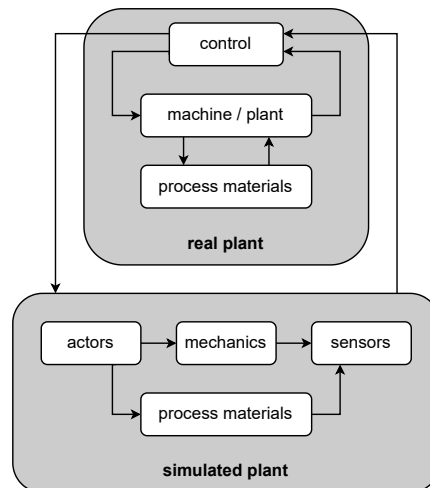 control
machine / plant
process materials
real plant
actors
mechanics
sensors
process materials
simulated plant